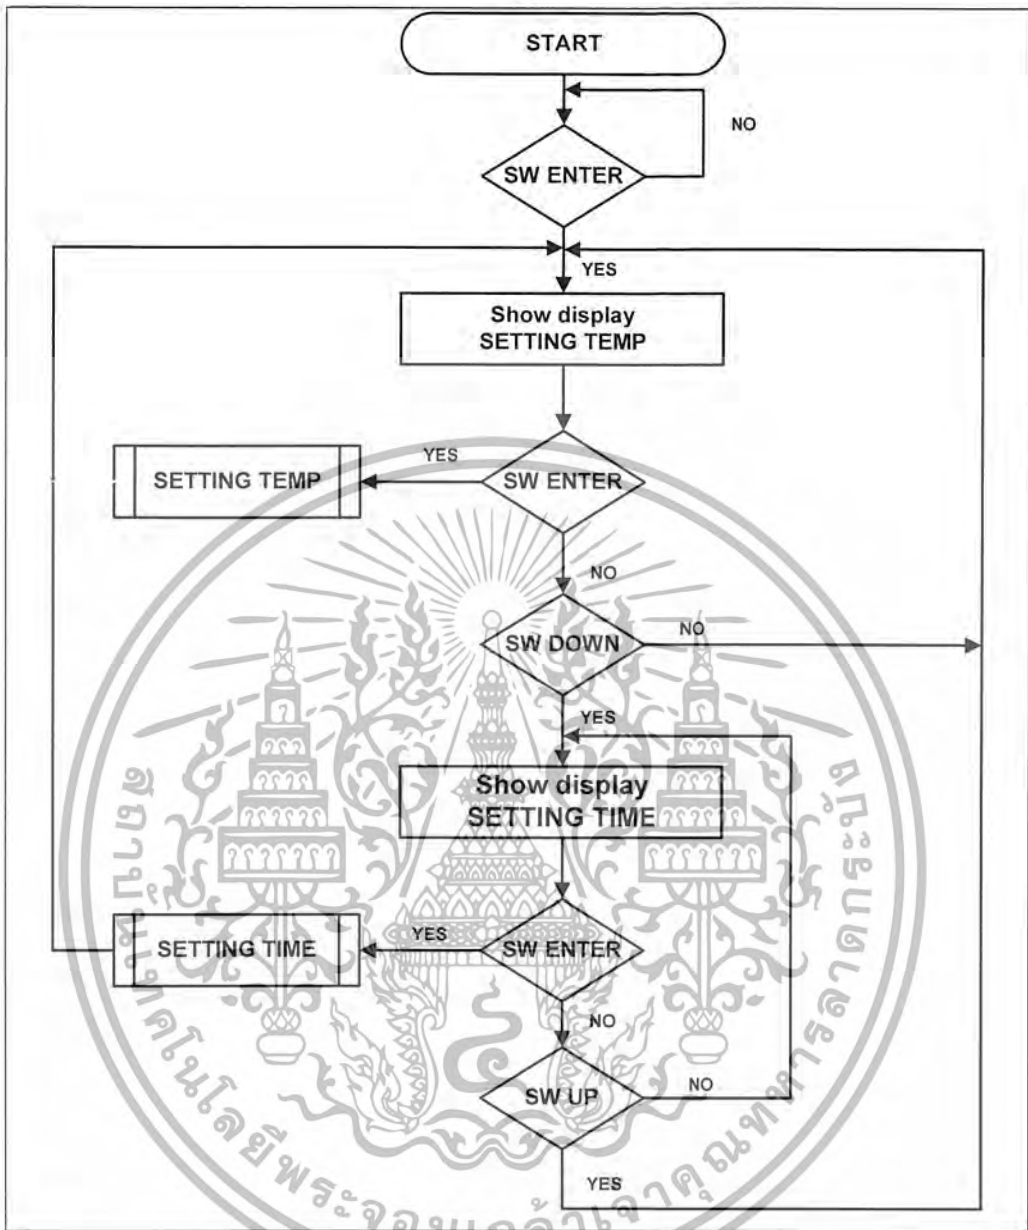 START
NO
SW ENTER
YES
Show display
SETTING TEMP
YES
SETTING TEMP
SW ENTER
NO
SW DOWN
NO
YES
Show display
SETTING TIME
YES
SETTING TIME
SW ENTER
NO
SW UP
NO
YES